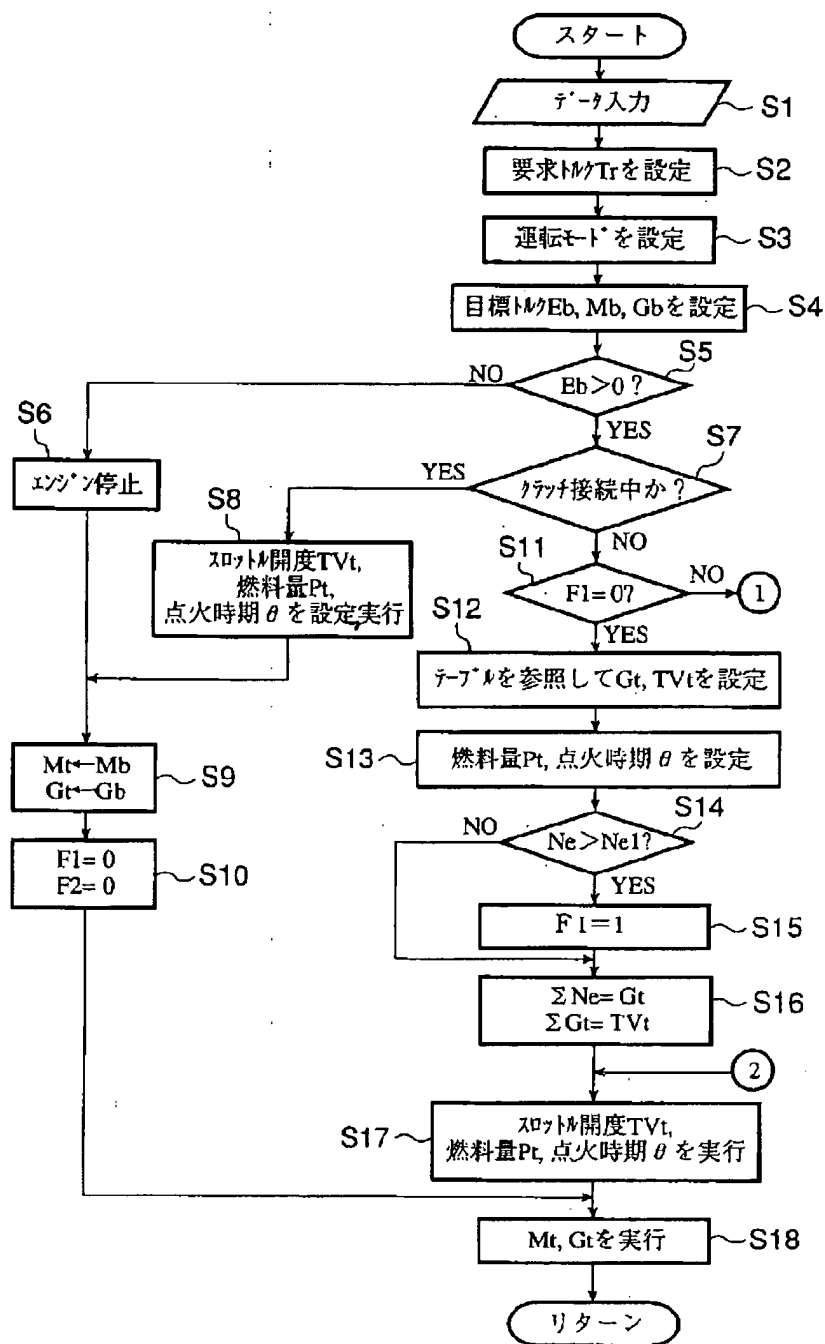 スタート
データ入力
S1
要求トルクTrを設定
S2
運転モードを設定
S3
目標トルクEb, Mb, Gbを設定
S4
Eb>0?
S5
NO
YES
S6
エンジン停止
クラッチ接続中か?
S7
YES
NO
S8
スロットル開度TVt,
燃料量Pt,
点火時期θを設定実行
S11
F1=0?
NO
1
YES
S12
テーブルを参照してGt, TVtを設定
S13
燃料量Pt, 点火時期θを設定
Mt←Mb
Gt←Gb
S9
S14
Ne>Ne1?
NO
YES
F1=0
F2=0
S10
F1=1
S15
ΣNe=Gt
ΣGt=TVt
S16
2
S17
スロットル開度TVt,
燃料量Pt, 点火時期θを実行
Mt, Gtを実行
S18
リターン